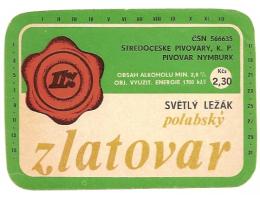 I II III IV V VI VII VIII IX X XI XII
ČSN 566635
STŘEDOČESKÉ PIVOVARY, K. P.
PIVOVAR NYMBURK
OBSAH ALKOHOLU MIN. 2,8 %
OBJ. VYUŽIT. ENERGIE 1700 kJ/l
Kčs
2,30
SVĚTLÝ LEŽÁK
polabský
zlatovar